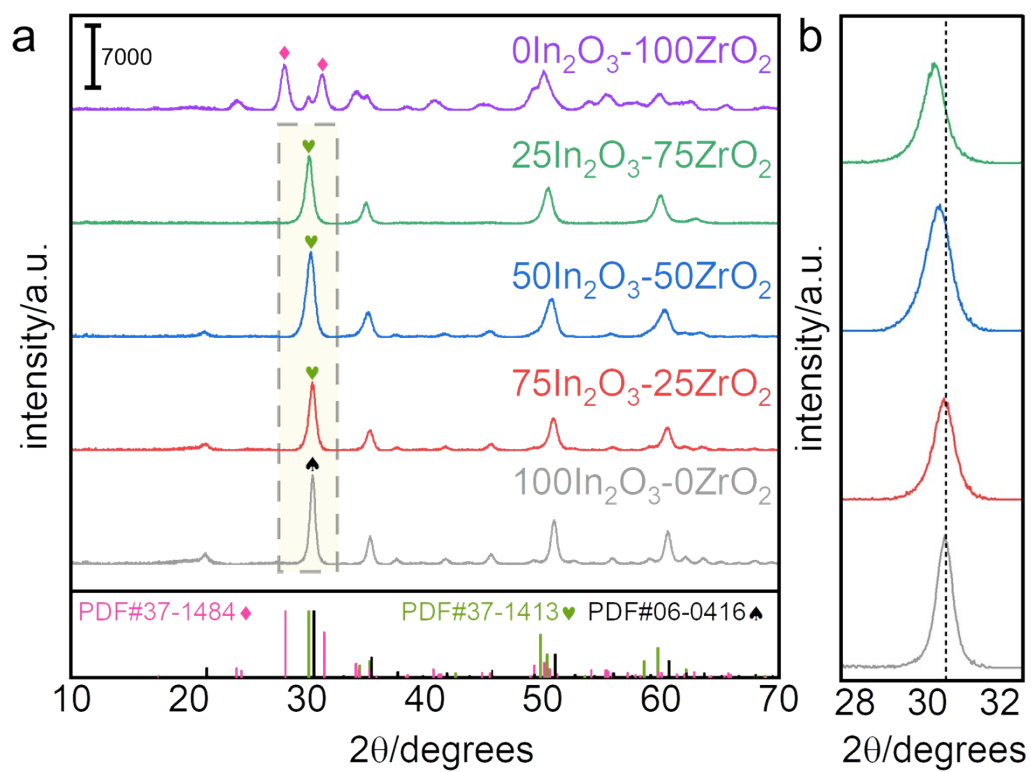 a
7000
0In₂O₃-100ZrO₂
25In₂O₃-75ZrO₂
50In₂O₃-50ZrO₂
75In₂O₃-25ZrO₂
100In₂O₃-0ZrO₂
intensity/a.u.
PDF#37-1484♦ PDF#37-1413♥ PDF#06-0416♠
10 20 30 40 50 60 70
2θ/degrees
b
intensity/a.u.
28 30 32
2θ/degrees